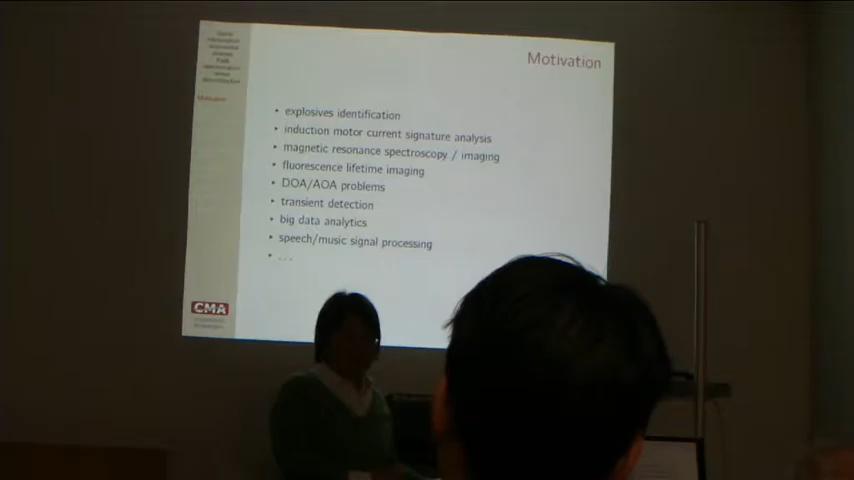 Motivation
Motivation
• explosives identification
• induction motor current signature analysis
• magnetic resonance spectroscopy / imaging
• fluorescence lifetime imaging
• DOA/AOA problems
• transient detection
• big data analytics
• speech/music signal processing
• . . .
CMA